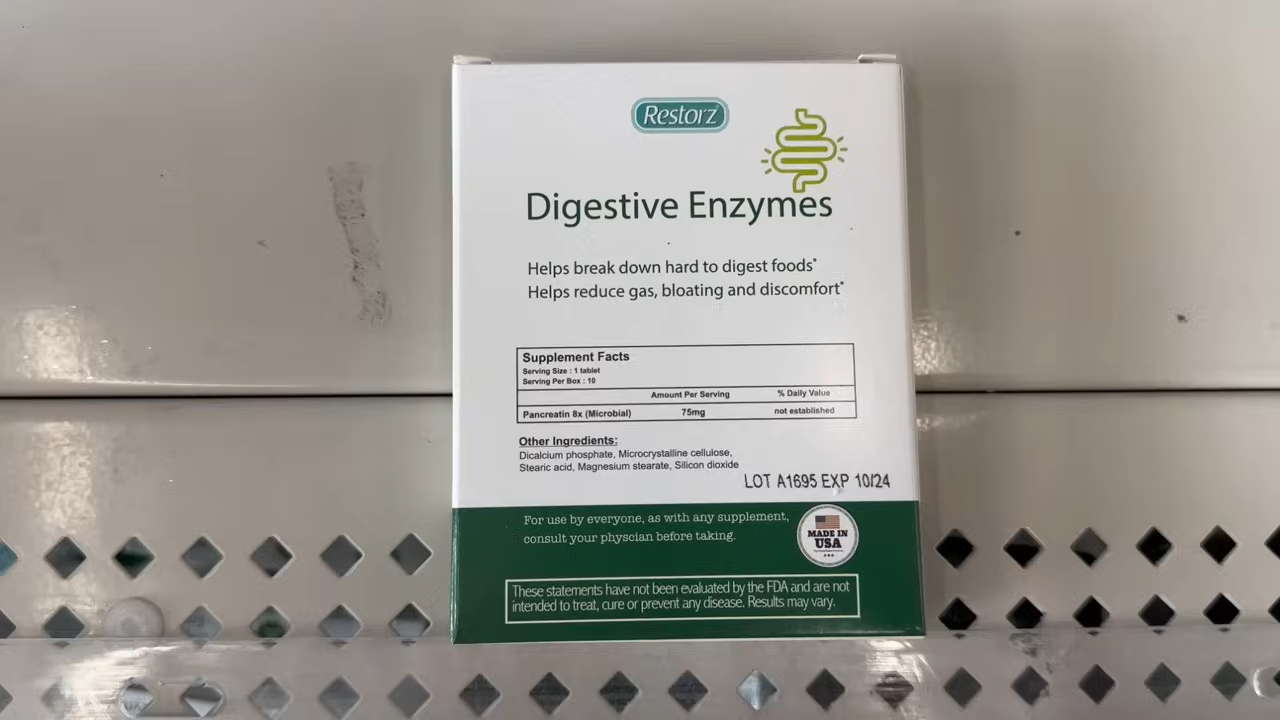 Restorz
Digestive Enzymes
Helps break down hard to digest foods*
Helps reduce gas, bloating and discomfort*
Supplement Facts
Serving Size : 1 tablet
Serving Per Box : 10
Amount Per Serving % Daily Value
Pancreatin 8x (Microbial) 75mg not established
Other Ingredients:
Dicalcium phosphate, Microcrystalline cellulose,
Stearic acid, Magnesium stearate, Silicon dioxide
LOT A1695 EXP 10/24
For use by everyone, as with any supplement,
consult your physcian before taking.
MADE IN
USA
These statements have not been evaluated by the FDA and are not
intended to treat, cure or prevent any disease. Results may vary.